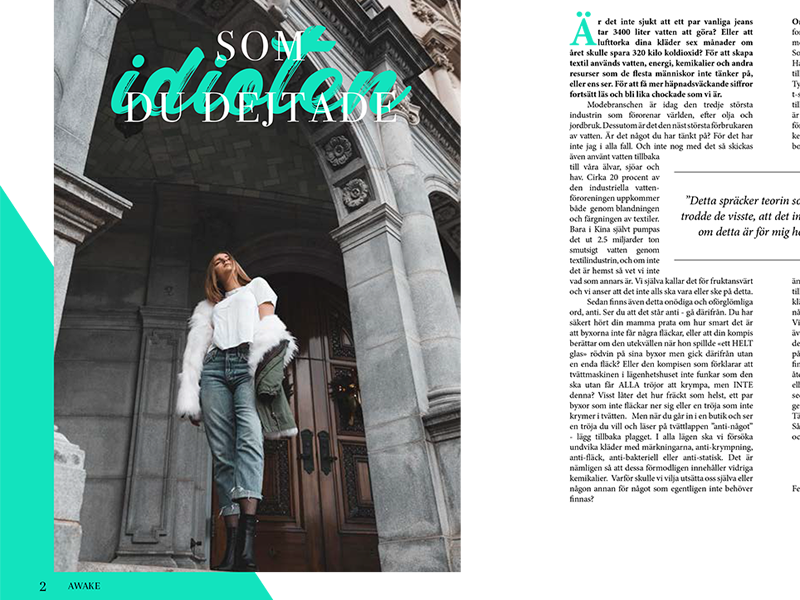 SOM
idioten
DU DEJTADE
Är det inte sjukt att ett par vanliga jeans
tar 3400 liter vatten att göra? Eller att
lufttorka dina kläder sex månader om
året skulle spara 320 kilo koldioxid? För att skapa
textil används vatten, energi, kemikalier och andra
resurser som de flesta människor inte tänker på,
eller ens ser. För att få mer häpnadsväckande siffror
fortsätt läs och bli lika chockade som vi är.
Modebranschen är idag den tredje största
industrin som förorenar världen, efter olja och
jordbruk. Dessutom är det den näst största förbrukaren
av vatten. Är det något du har tänkt på? För det har
inte jag i alla fall. Och inte nog med det så skickas
även använt vatten tillbaka
till våra älvar, sjöar och
hav. Cirka 20 procent av
den industriella vatten-
föroreningen uppkommer
både genom blandningen
och färgningen av textiler.
Bara i Kina självt pumpas
det ut 2.5 miljarder ton
smutsigt vatten genom
textilindustrin, och om inte
det är hemst så vet vi inte
vad som annars är. Vi själva kallar det för fruktansvärt
och vi anser att det inte alls ska vara eller ske på detta.
Sedan finns även detta onödiga och oförglömliga
ord, anti. Ser du att det står anti - gå därifrån. Du har
säkert hört din mamma prata om hur smart det är
att byxorna inte får några fläckar, eller att din kompis
berättar om den utekvällen när hon spillde «ett HELT
glas» rödvin på sina byxor men gick därifrån utan
en enda fläck? Eller den kompisen som förklarar att
tvättmaskinen i lägenhetshuset inte funkar som den
ska utan får ALLA tröjor att krympa, men INTE
denna? Visst låter det hur fräckt som helst, ett par
byxor som inte fläckar ner sig eller en tröja som inte
krymer i tvätten. Men när du går in i en butik och ser
en tröja du vill och läser på tvättlappen "anti-något"
- lägg tillbaka plagget. I alla lägen ska vi försöka
undvika kläder med märkningarna, anti-krympning,
anti-fläck, anti-bakteriell eller anti-statisk. Det är
nämligen så att dessa förmodligen innehåller vidriga
kemikalier. Varför skulle vi vilja utsätta oss själva eller
någon annan för något som egentligen inte behöver
finnas?
"Detta spräcker teorin so
trodde de visste, att det in
om detta är för mig he
2 AWAKE